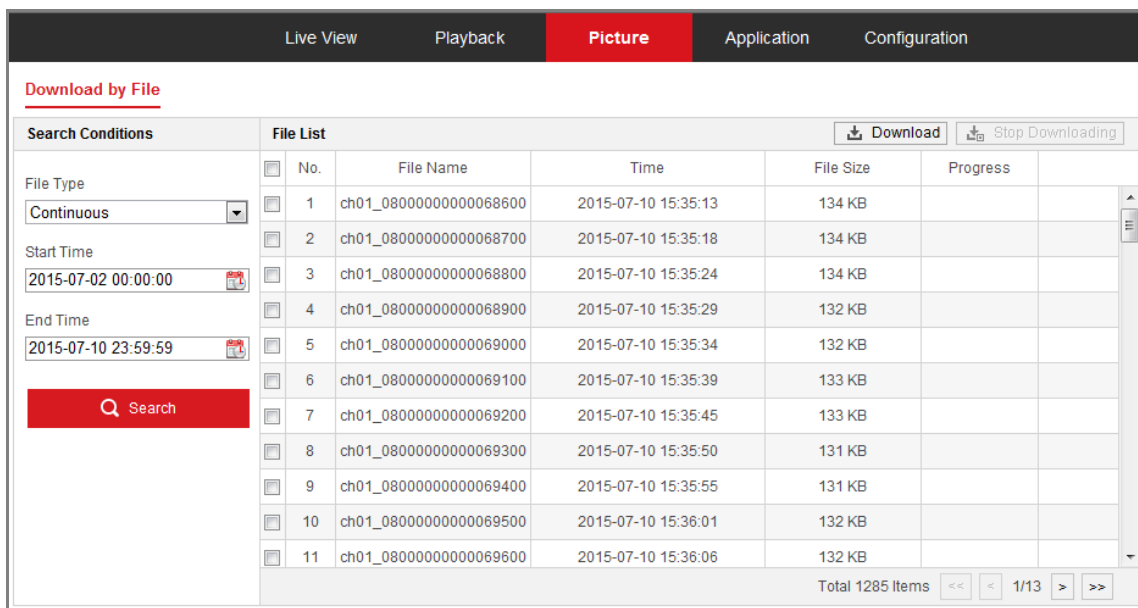 Live View Playback Picture Application Configuration
Download by File
Search Conditions
File Type
Continuous
Start Time
2015-07-02 00:00:00
End Time
2015-07-10 23:59:59
Search
File List Download Stop Downloading
No. File Name Time File Size Progress
1 ch01_08000000000068600 2015-07-10 15:35:13 134 KB
2 ch01_08000000000068700 2015-07-10 15:35:18 134 KB
3 ch01_08000000000068800 2015-07-10 15:35:24 134 KB
4 ch01_08000000000068900 2015-07-10 15:35:29 132 KB
5 ch01_08000000000069000 2015-07-10 15:35:34 132 KB
6 ch01_08000000000069100 2015-07-10 15:35:39 133 KB
7 ch01_08000000000069200 2015-07-10 15:35:45 133 KB
8 ch01_08000000000069300 2015-07-10 15:35:50 131 KB
9 ch01_08000000000069400 2015-07-10 15:35:55 131 KB
10 ch01_08000000000069500 2015-07-10 15:36:01 132 KB
11 ch01_08000000000069600 2015-07-10 15:36:06 132 KB
Total 1285 Items << < 1/13 > >>